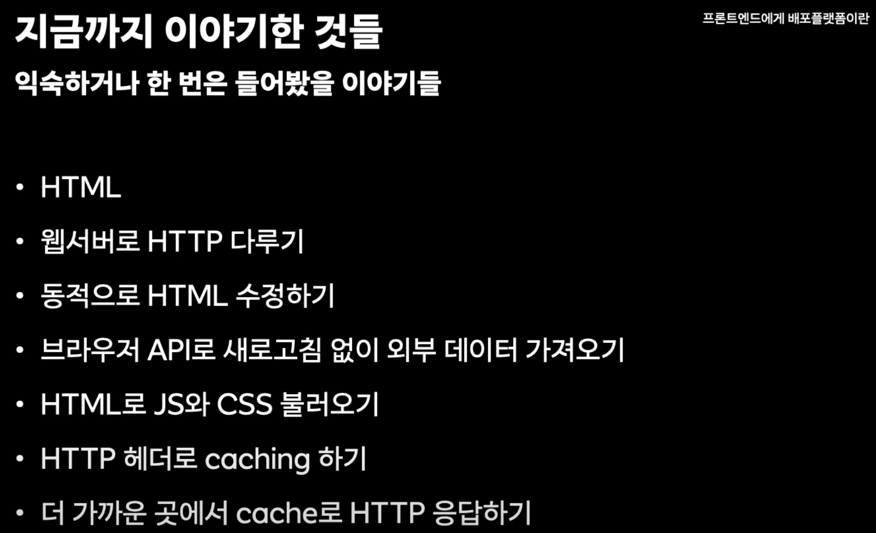 지금까지 이야기한 것들
프론트엔드에게 배포플랫폼이란
익숙하거나 한 번은 들어봤을 이야기들
• HTML
• 웹서버로 HTTP 다루기
• 동적으로 HTML 수정하기
• 브라우저 API로 새로고침 없이 외부 데이터 가져오기
• HTML로 JS와 CSS 불러오기
• HTTP 헤더로 caching 하기
• 더 가까운 곳에서 cache로 HTTP 응답하기